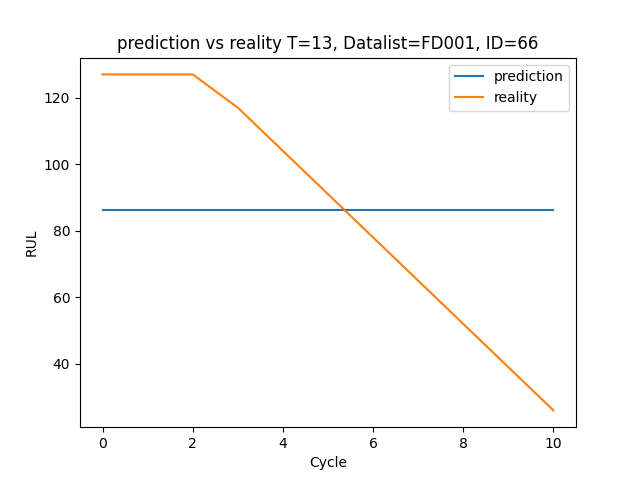 prediction vs reality T=13, Datalist=FD001, ID=66
prediction
reality
120
100
80
60
40
RUL
0 2 4 6 8 10
Cycle